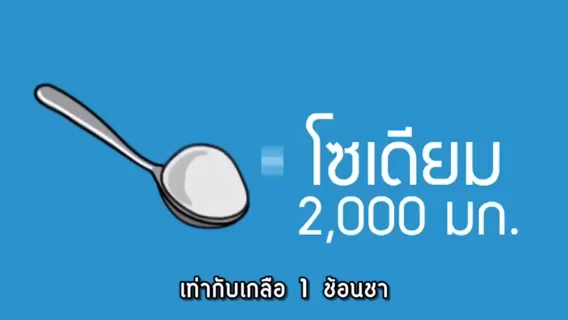 โซเดียม
2,000 มก.
เท่ากับเกลือ 1 ช้อนชา